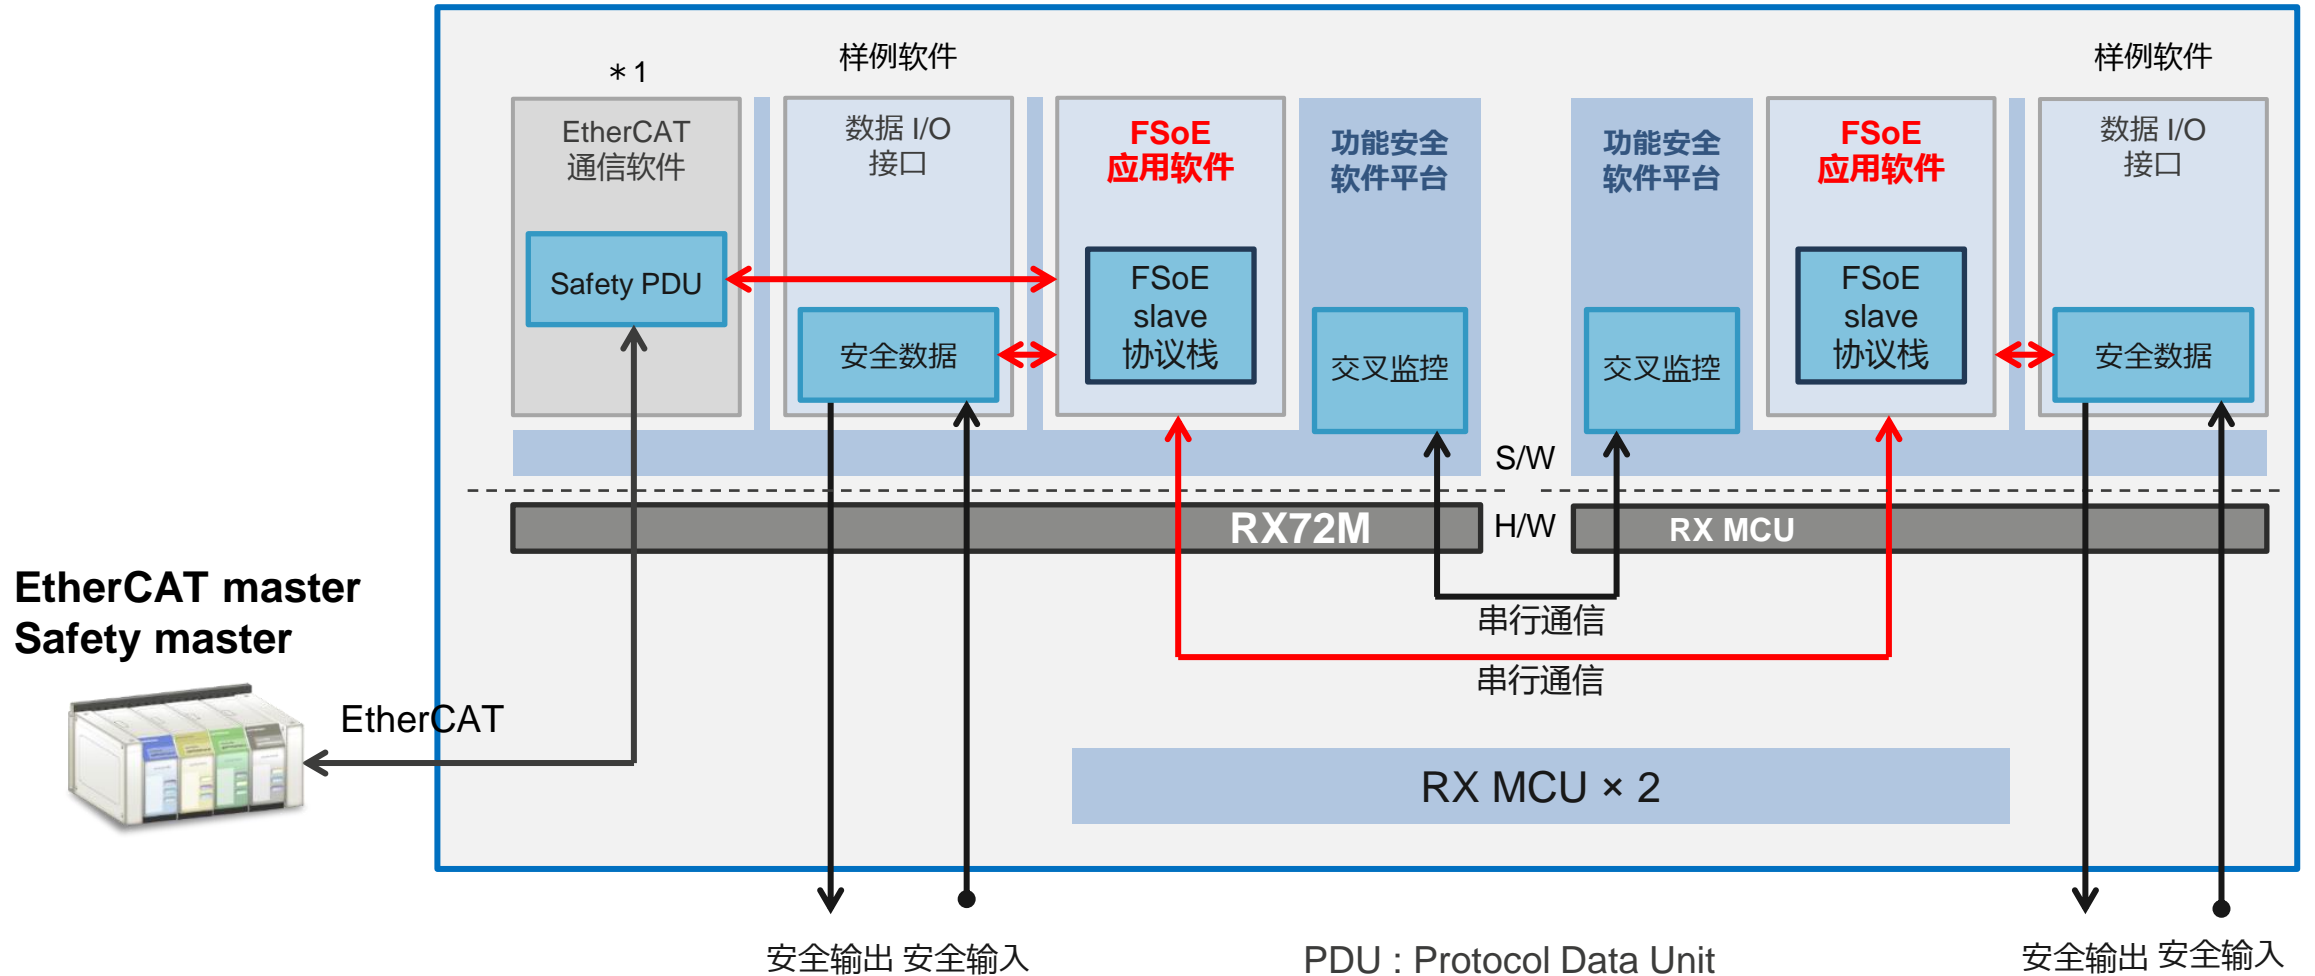 样例软件
样例软件
＊1
EtherCAT
通信软件
数据 I/O
接口
FSoE
应用软件
功能安全
软件平台
功能安全
软件平台
FSoE
应用软件
数据 I/O
接口
Safety PDU
安全数据
FSoE
slave
协议栈
交叉监控
交叉监控
FSoE
slave
协议栈
安全数据
S/W
H/W
RX72M
RX MCU
EtherCAT master
Safety master
串行通信
串行通信
EtherCAT
RX MCU × 2
安全输出 安全输入
PDU : Protocol Data Unit
安全输出 安全输入